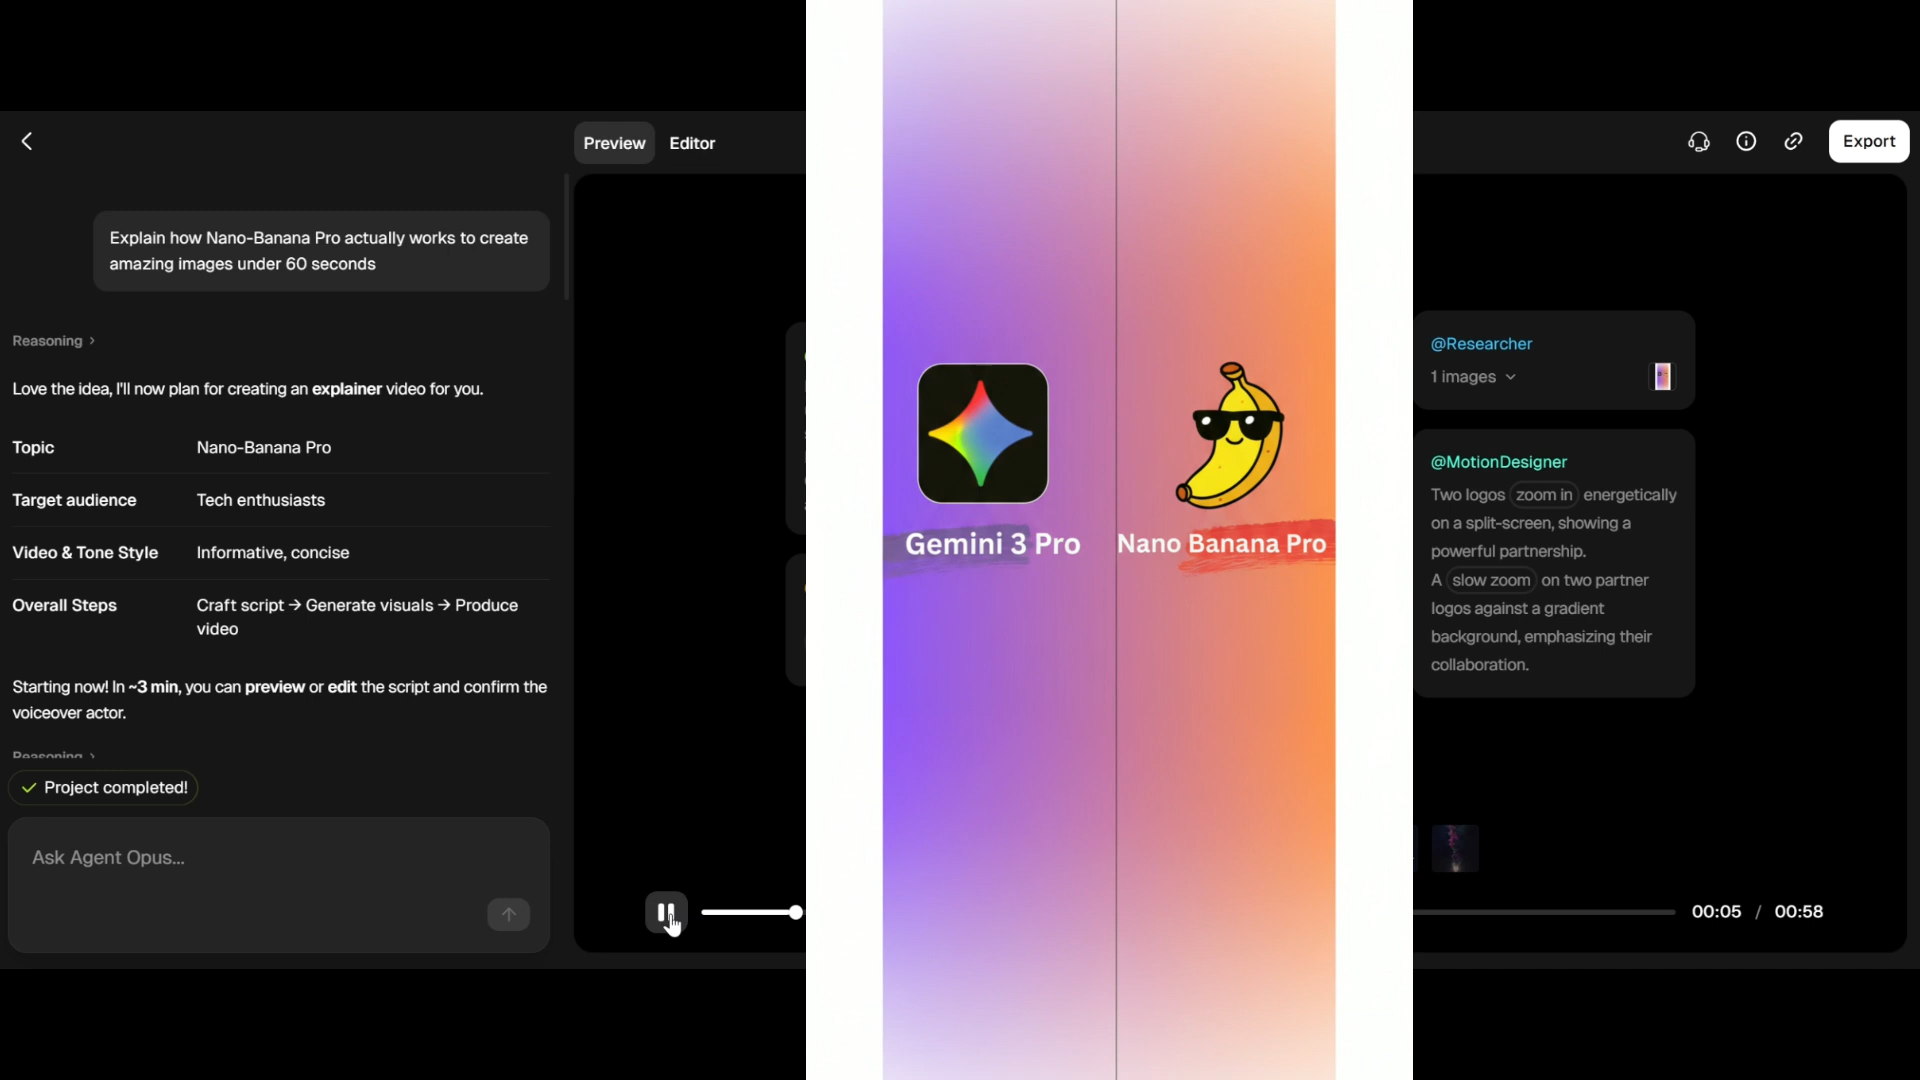 Preview
Editor
Export
Explain how Nano-Banana Pro actually works to create
amazing images under 60 seconds
Reasoning
Love the idea, I'll now plan for creating an explainer video for you.
Topic
Nano-Banana Pro
Target audience
Tech enthusiasts
Video & Tone Style
Informative, concise
Overall Steps
Craft script → Generate visuals → Produce
video
Starting now! In ~3 min, you can preview or edit the script and confirm the
voiceover actor.
Reasoning
Project completed!
Ask Agent Opus...
Gemini 3 Pro
Nano Banana Pro
@Researcher
1 images
@MotionDesigner
Two logos zoom in energetically
on a split-screen, showing a
powerful partnership.
A slow zoom on two partner
logos against a gradient
background, emphasizing their
collaboration.
00:05 / 00:58